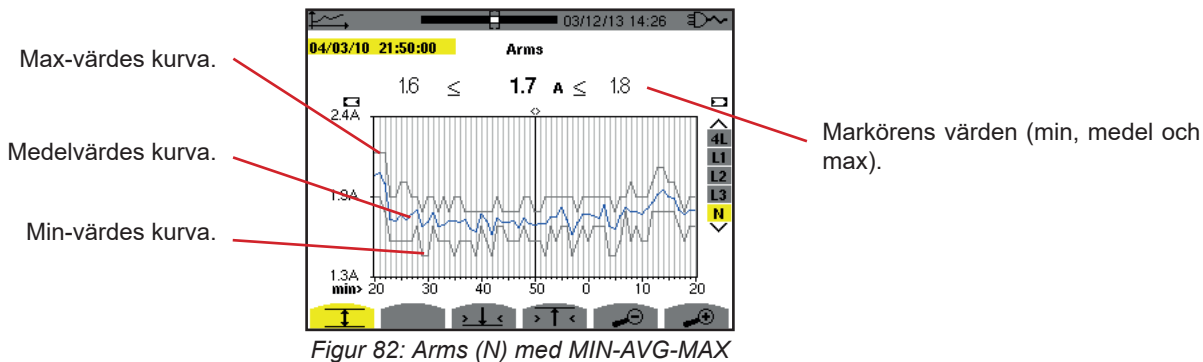 03/12/13 14:26
04/03/10 21:50:00 Arms
Max-värdes kurva.
1.6 ≤ 1.7 A ≤ 1.8
2.4A
Markörens värden (min, medel och
max).
4L
L1
L2
L3
N
Medelvärdes kurva.
1.8A
Min-värdes kurva.
1.3A
min> 20 30 40 50 0 10 20
Figur 82: Arms (N) med MIN-AVG-MAX